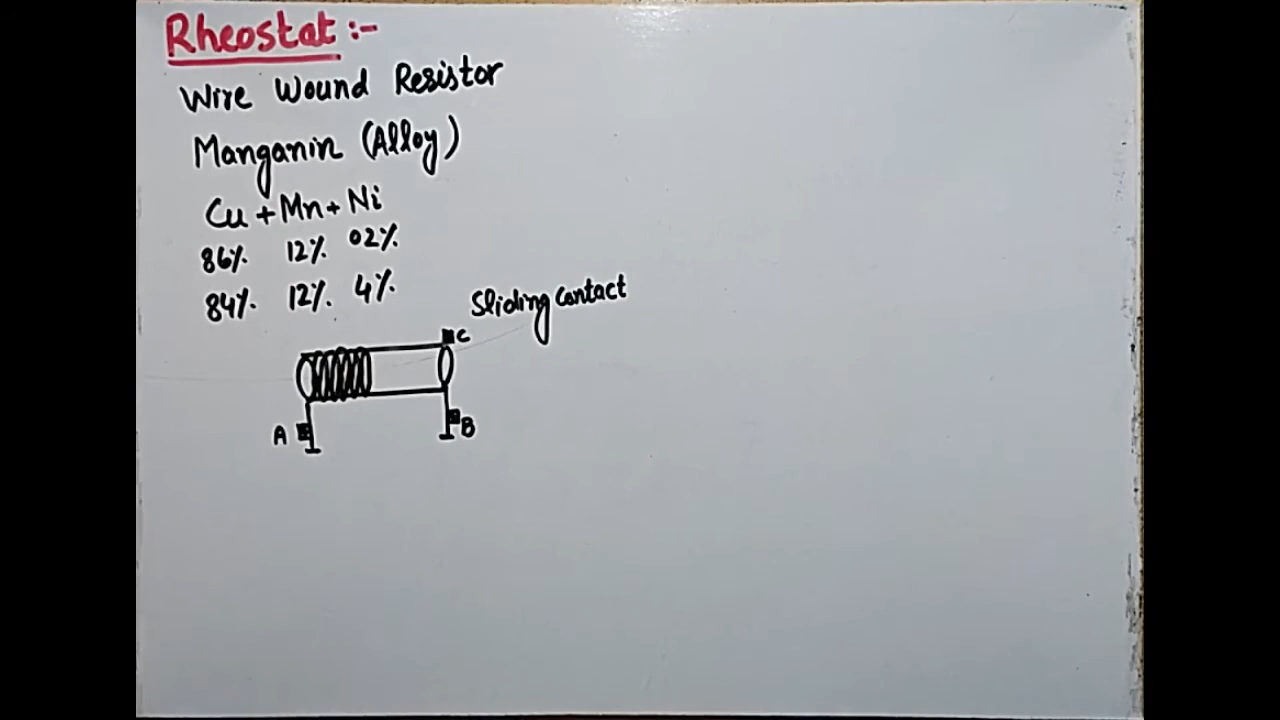 Rheostat :-
Wire Wound Resistor
Manganin (Alloy)
Cu + Mn + Ni
86% 12% 02%
84% 12% 4%
Sliding Contact
C
A
B